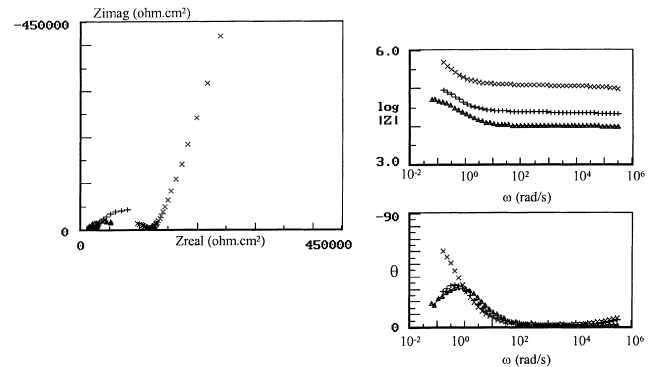 Zimag (ohm.cm²)
-450000
0
0
Zreal (ohm.cm²)
450000
6.0
log
|Z|
3.0
10⁻² 10⁰ 10² 10⁴ 10⁶
ω (rad/s)
-90
θ
0
10⁻² 10⁰ 10² 10⁴ 10⁶
ω (rad/s)